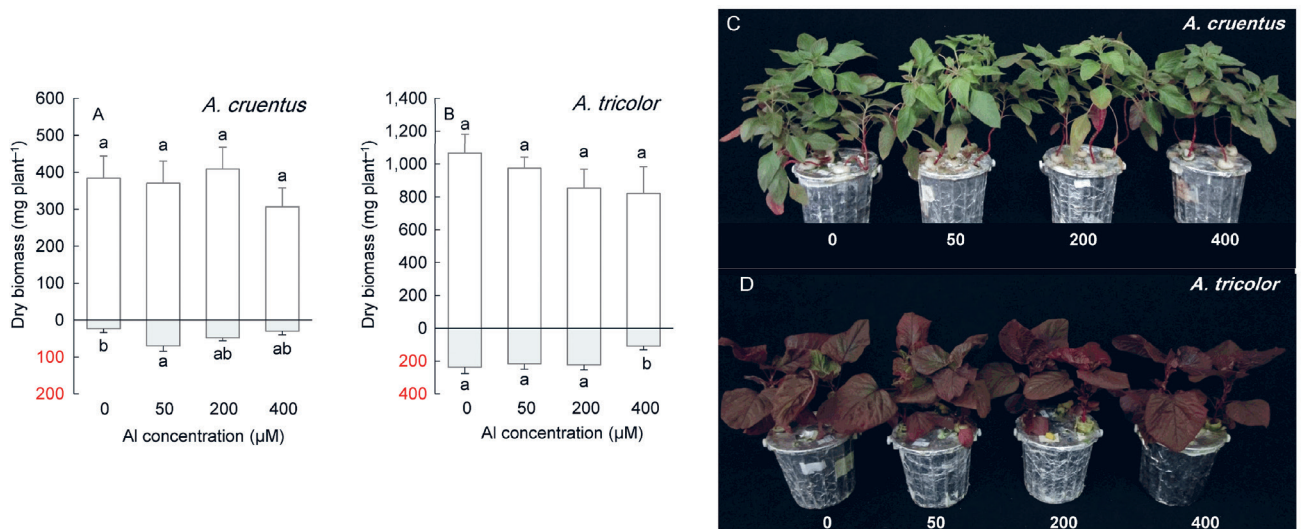 A
A. cruentus
Dry biomass (mg plant⁻¹)
600
500
400
300
200
100
0
100
200
a
a
a
a
b
a
ab
ab
0
50
200
400
Al concentration (µM)
B
A. tricolor
Dry biomass (mg plant⁻¹)
1,400
1,200
1,000
800
600
400
200
0
200
400
a
a
a
a
a
a
a
b
0
50
200
400
Al concentration (µM)
C
A. cruentus
0
50
200
400
D
A. tricolor
0
50
200
400